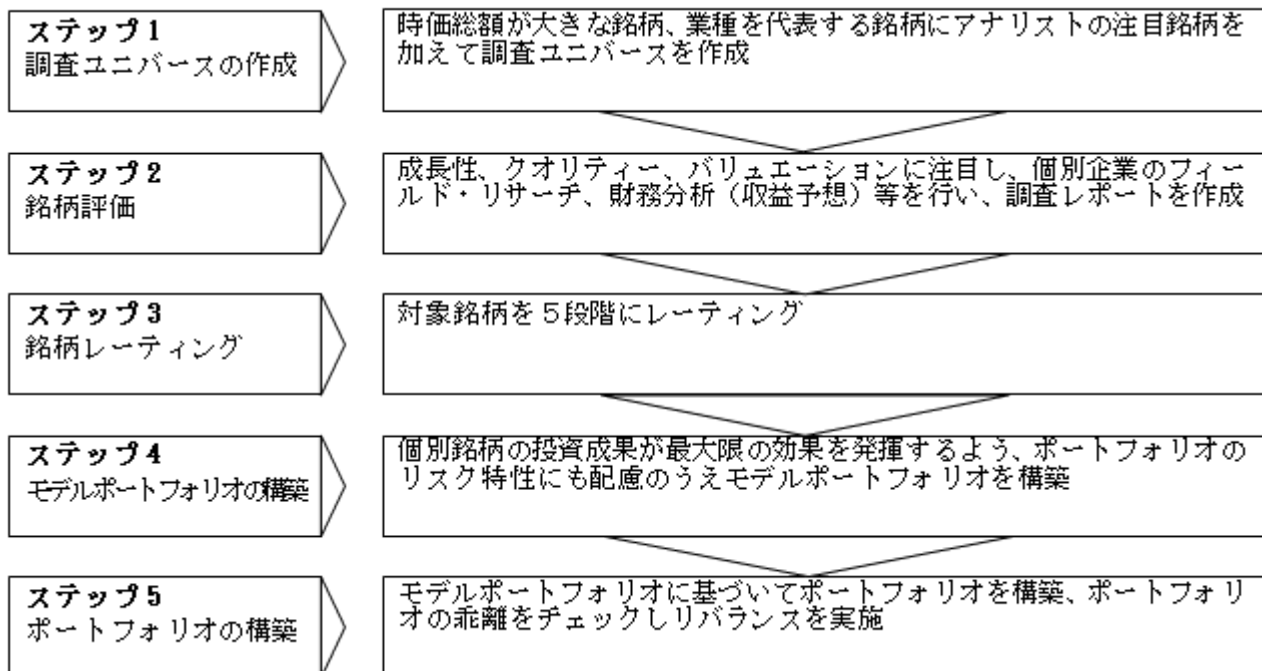 ステップ1
調査ユニバースの作成
時価総額が大きな銘柄、業種を代表する銘柄にアナリストの注目銘柄を
加えて調査ユニバースを作成
ステップ2
銘柄評価
成長性、クオリティー、バリュエーションに注目し、個別企業のフィー
ルド・リサーチ、財務分析（収益予想）等を行い、調査レポートを作成
ステップ3
銘柄レーティング
対象銘柄を５段階にレーティング
ステップ4
モデルポートフォリオの構築
個別銘柄の投資成果が最大限の効果を発揮するよう、ポートフォリオの
リスク特性にも配慮のうえモデルポートフォリオを構築
ステップ5
ポートフォリオの構築
モデルポートフォリオに基づいてポートフォリオを構築、ポートフォリ
オの乖離をチェックしリバランスを実施